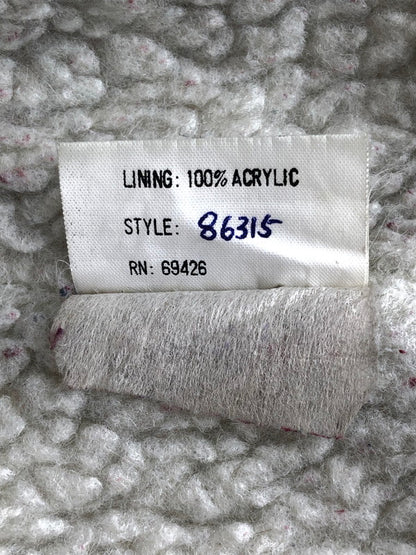 LINING: 100% ACRYLIC
STYLE: 86315
RN: 69426